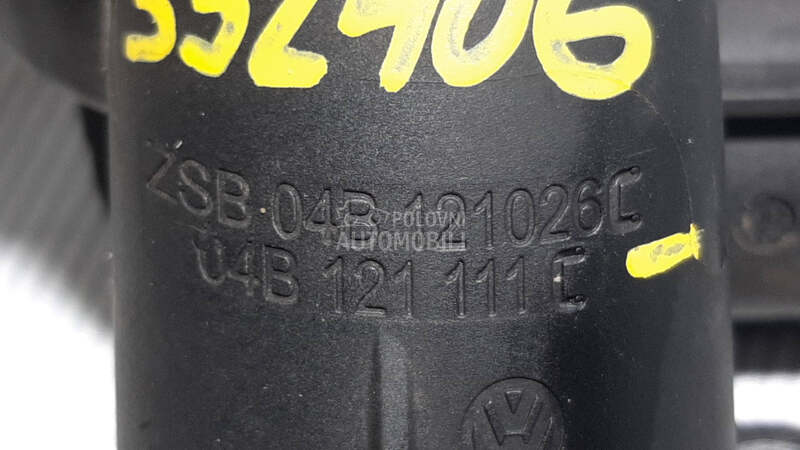 332406
ZSB 04B 121026C
POLOVNI
AUTOMOBILI
04B 121 111 C